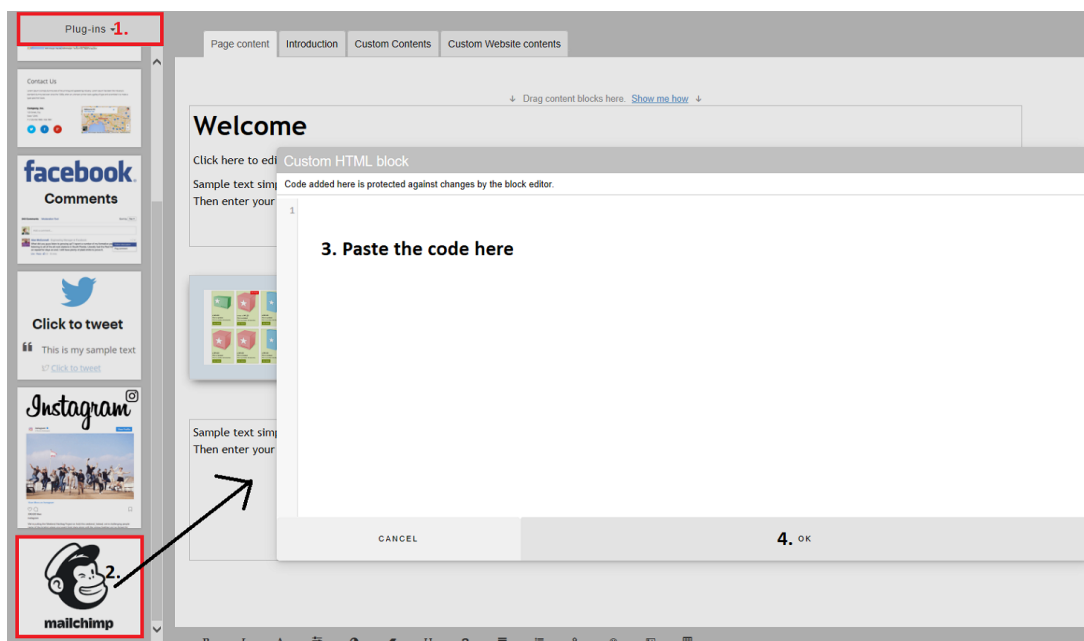 Plug-ins 1.
Page content
Introduction
Custom Contents
Custom Website contents
Contact Us
Drag content blocks here. Show me how
Welcome
Click here to edi
Custom HTML block
Sample text simp
Code added here is protected against changes by the block editor.
Then enter your
1
facebook.
Comments
3. Paste the code here
Click to tweet
This is my sample text
Click to tweet
Instagram
Sample text simp
Then enter your
CANCEL
4. OK
2.
mailchimp